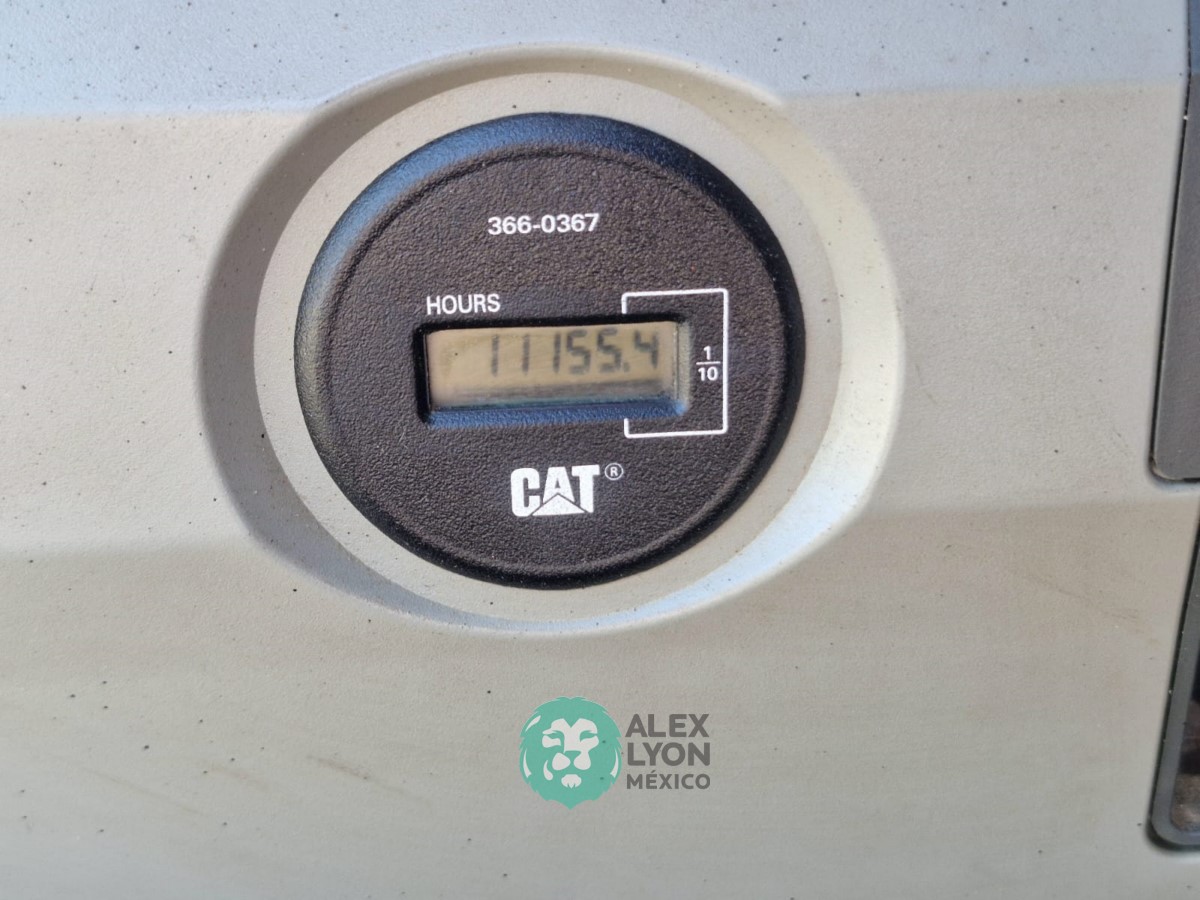 366-0367
HOURS
11155.4
1
10
CAT®
ALEX
LYON
MÉXICO